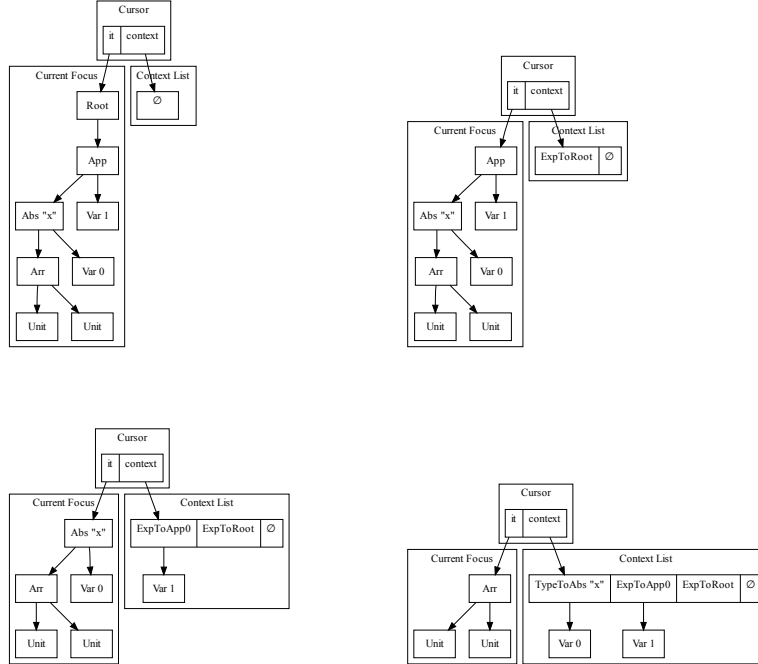 Cursor
it context
Current Focus Context List
Root ∅
App
Abs "x" Var 1
Arr Var 0
Unit Unit
Cursor
it context
Current Focus Context List
App ExpToRoot ∅
Abs "x" Var 1
Arr Var 0
Unit Unit
Cursor
it context
Current Focus Context List
Abs "x" ExpToApp0 ExpToRoot ∅
Arr Var 0 Var 1
Unit Unit
Cursor
it context
Current Focus Context List
Arr TypeToAbs "x" ExpToApp0 ExpToRoot ∅
Unit Unit Var 0 Var 1